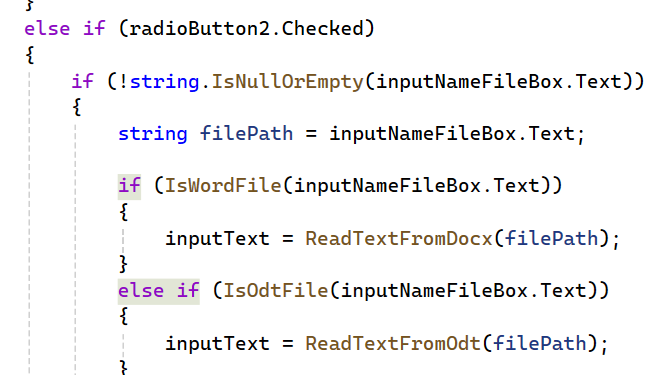 }
else if (radioButton2.Checked)
{
if (!string.IsNullOrEmpty(inputNameFileBox.Text))
{
string filePath = inputNameFileBox.Text;
if (IsWordFile(inputNameFileBox.Text))
{
inputText = ReadTextFromDocx(filePath);
}
else if (IsOdtFile(inputNameFileBox.Text))
{
inputText = ReadTextFromOdt(filePath);
}